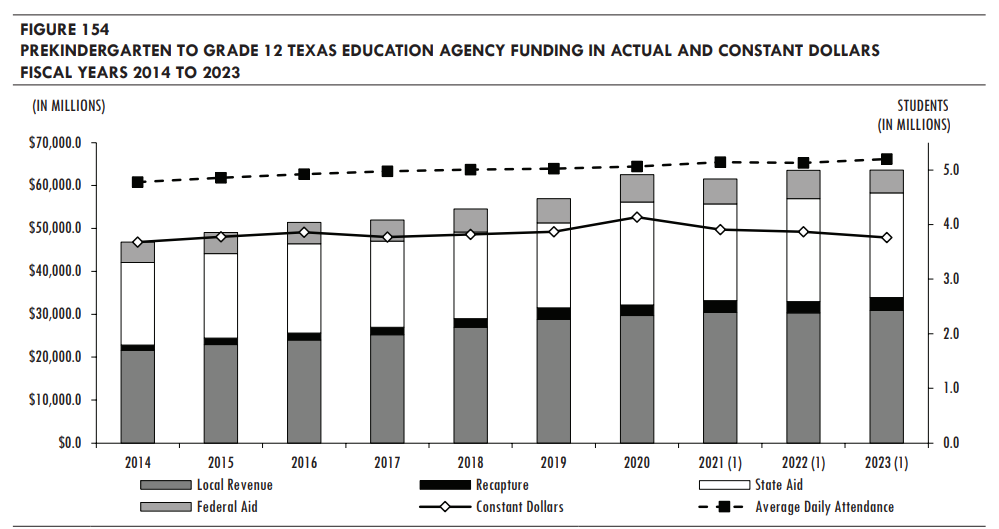 FIGURE 154
PREKINDERGARTEN TO GRADE 12 TEXAS EDUCATION AGENCY FUNDING IN ACTUAL AND CONSTANT DOLLARS
FISCAL YEARS 2014 TO 2023
(IN MILLIONS)
STUDENTS
(IN MILLIONS)
$70,000.0
$60,000.0
5.0
$50,000.0
4.0
$40,000.0
3.0
$30,000.0
2.0
$20,000.0
1.0
$10,000.0
$0.0
0.0
2014 2015 2016 2017 2018 2019 2020 2021 (1) 2022 (1) 2023 (1)
Local Revenue Recapture State Aid
Federal Aid Constant Dollars Average Daily Attendance